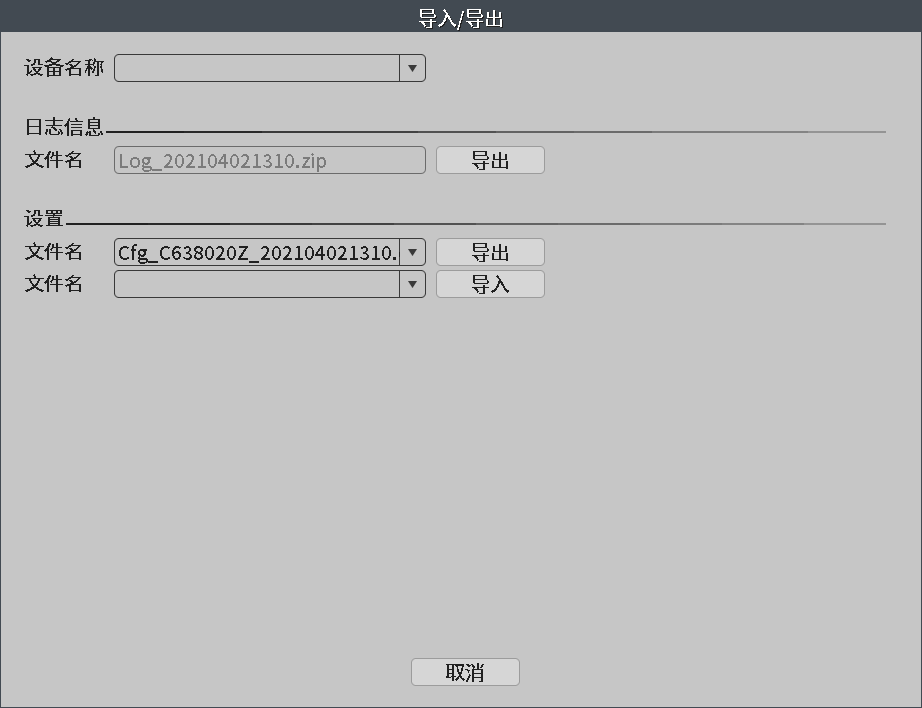 导入/导出
设备名称
日志信息
文件名 Log_202104021310.zip 导出
设置
文件名 Cfg_C638020Z_202104021310. 导出
文件名 导入
取消